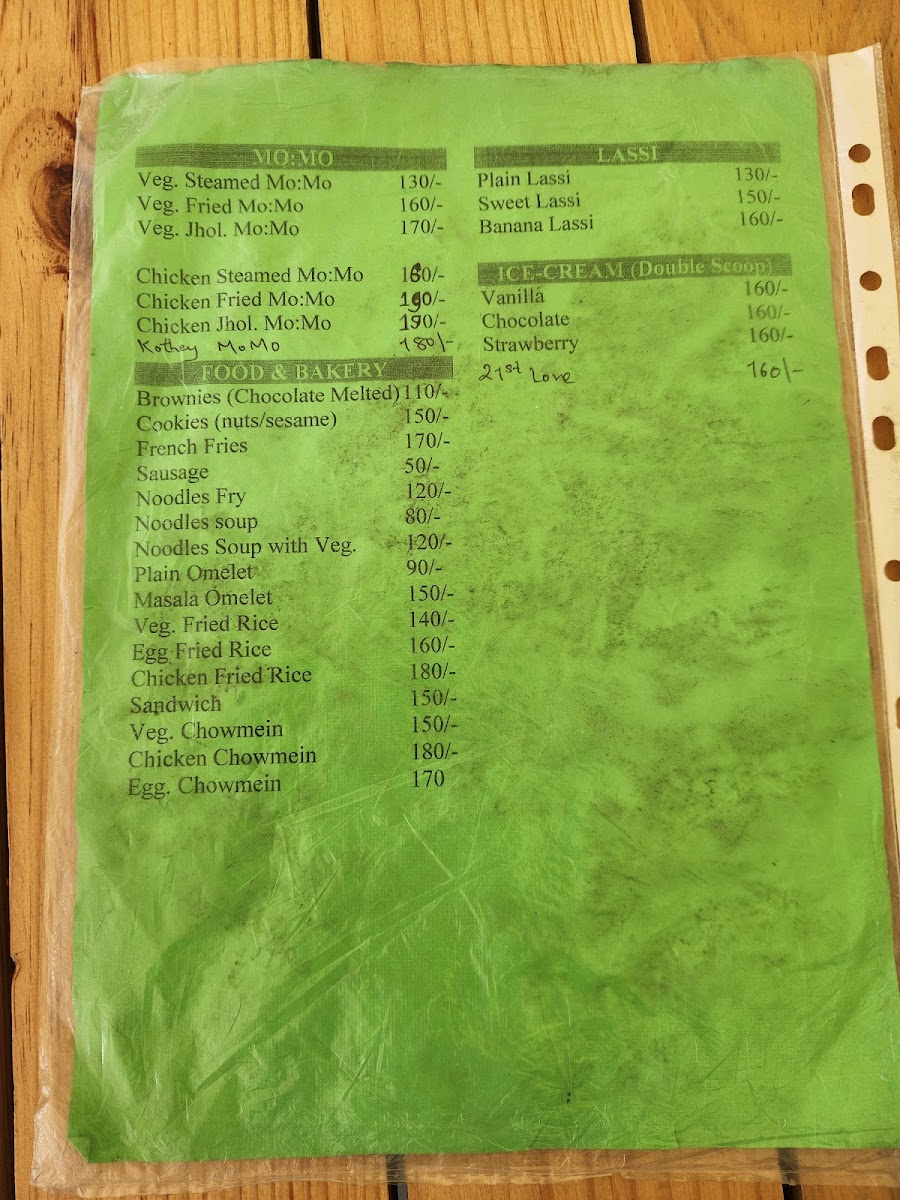 MO:MO
Veg. Steamed Mo:Mo 130/-
Veg. Fried Mo:Mo 160/-
Veg. Jhol. Mo:Mo 170/-
Chicken Steamed Mo:Mo
Chicken Fried Mo:Mo 190/-
Chicken Jhol. Mo:Mo 190/-
Kothey MoMo 180/-
FOOD & BAKERY
Brownies (Chocolate Melted) 110/-
Cookies (nuts/sesame) 150/-
French Fries 170/-
Sausage 50/-
Noodles Fry 120/-
Noodles soup 80/-
Noodles Soup with Veg. 120/-
Plain Omelet 90/-
Masala Omelet 150/-
Veg. Fried Rice 140/-
Egg Fried Rice 160/-
Chicken Fried Rice 180/-
Sandwich 150/-
Veg. Chowmein 150/-
Chicken Chowmein 180/-
Egg. Chowmein 170
LASSI
Plain Lassi 130/-
Sweet Lassi 150/-
Banana Lassi 160/-
ICE-CREAM (Double Scoop)
Vanilla 160/-
Chocolate 160/-
Strawberry 160/-
21st Love 160/-